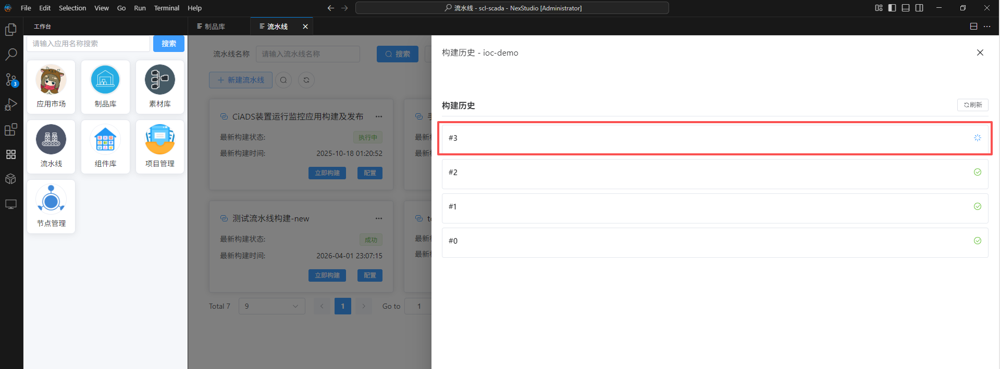 File Edit Selection View Go Run Terminal Help
流水线 - scl-scada - NexStudio [Administrator]
工作台
制品库
流水线
3
请输入应用名称搜索
搜索
应用市场
制品库
素材库
流水线
组件库
项目管理
节点管理
流水线名称
请输入流水线名称
搜索
新建流水线
CiADS装置运行监控应用构建及发布
最新构建状态:
执行中
最新构建时间:
2025-10-18 01:20:52
立即构建
配置
最新
最新
测试流水线构建-new
最新构建状态:
成功
最新构建时间:
2026-04-01 23:07:15
立即构建
配置
最新
最新
Total 7
9
1
Go to
1
构建历史 - ioc-demo
构建历史
刷新
#3
#2
#1
#0